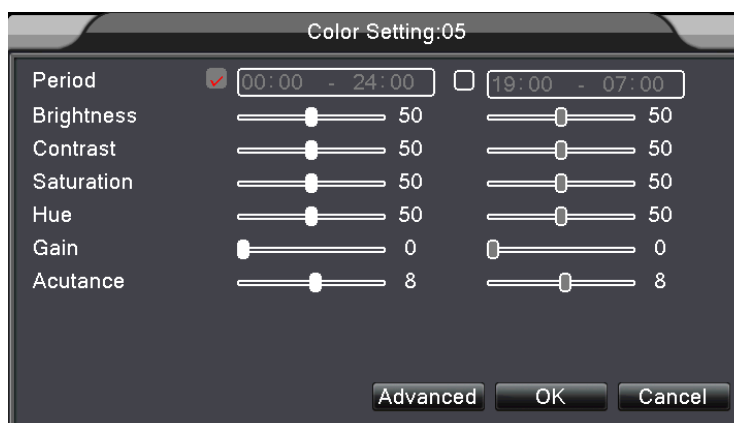 Color Setting:05
Period 00:00 - 24:00 19:00 - 07:00
Brightness 50 50
Contrast 50 50
Saturation 50 50
Hue 50 50
Gain 0 0
Acutance 8 8
Advanced OK Cancel